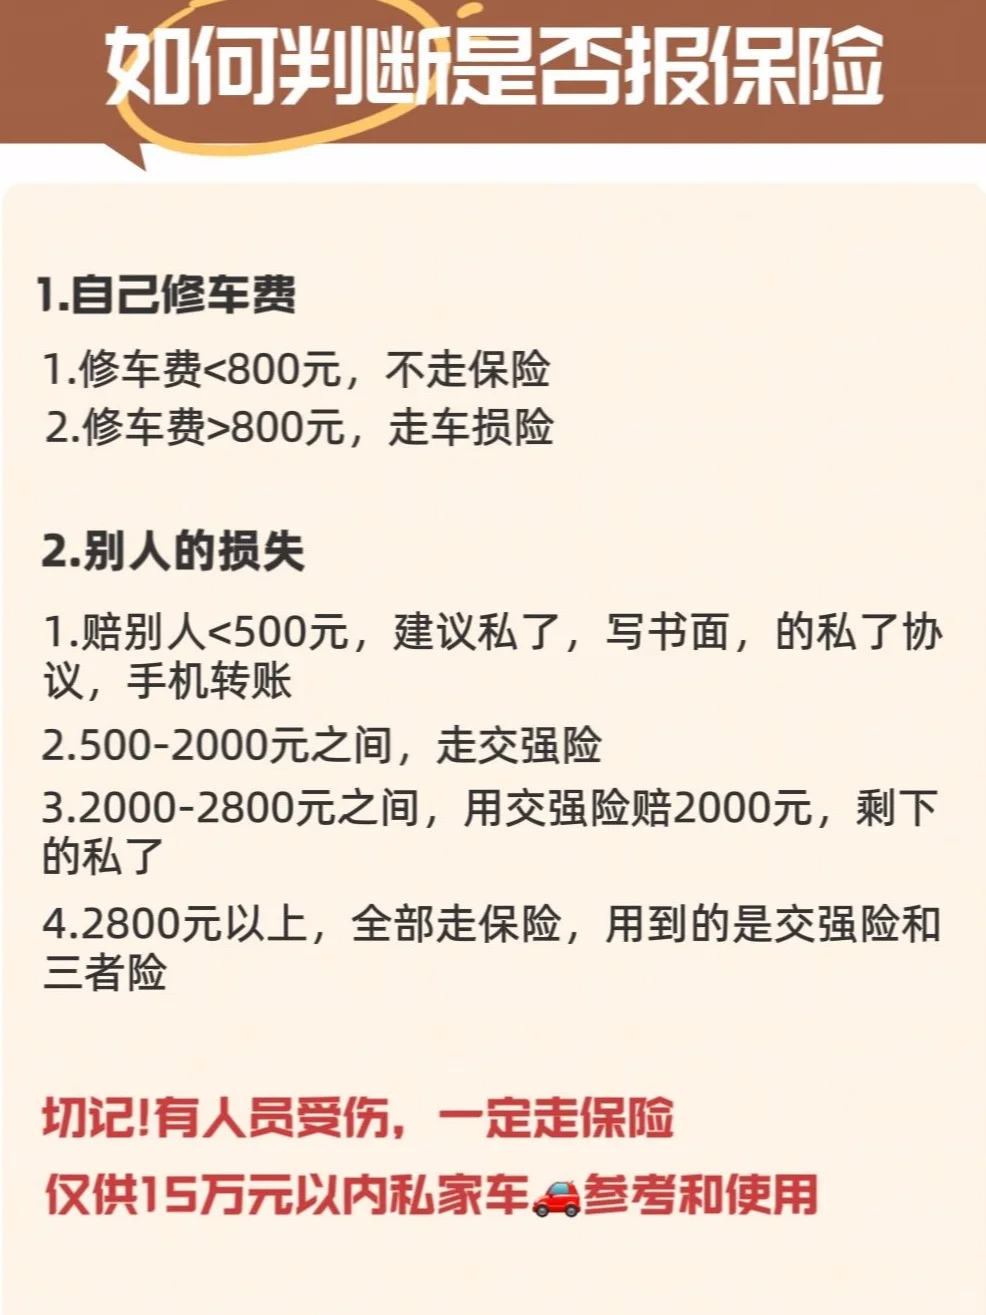 如何判断是否报保险
1.自己修车费
1.修车费<800元，不走保险
2.修车费>800元，走车损险
2.别人的损失
1.赔别人<500元，建议私了，写书面，的私了协
议，手机转账
2.500-2000元之间，走交强险
3.2000-2800元之间，用交强险赔2000元，剩下
的私了
4.2800元以上，全部走保险，用到的是交强险和
三者险
切记!有人员受伤，一定走保险
仅供15万元以内私家车🚗参考和使用